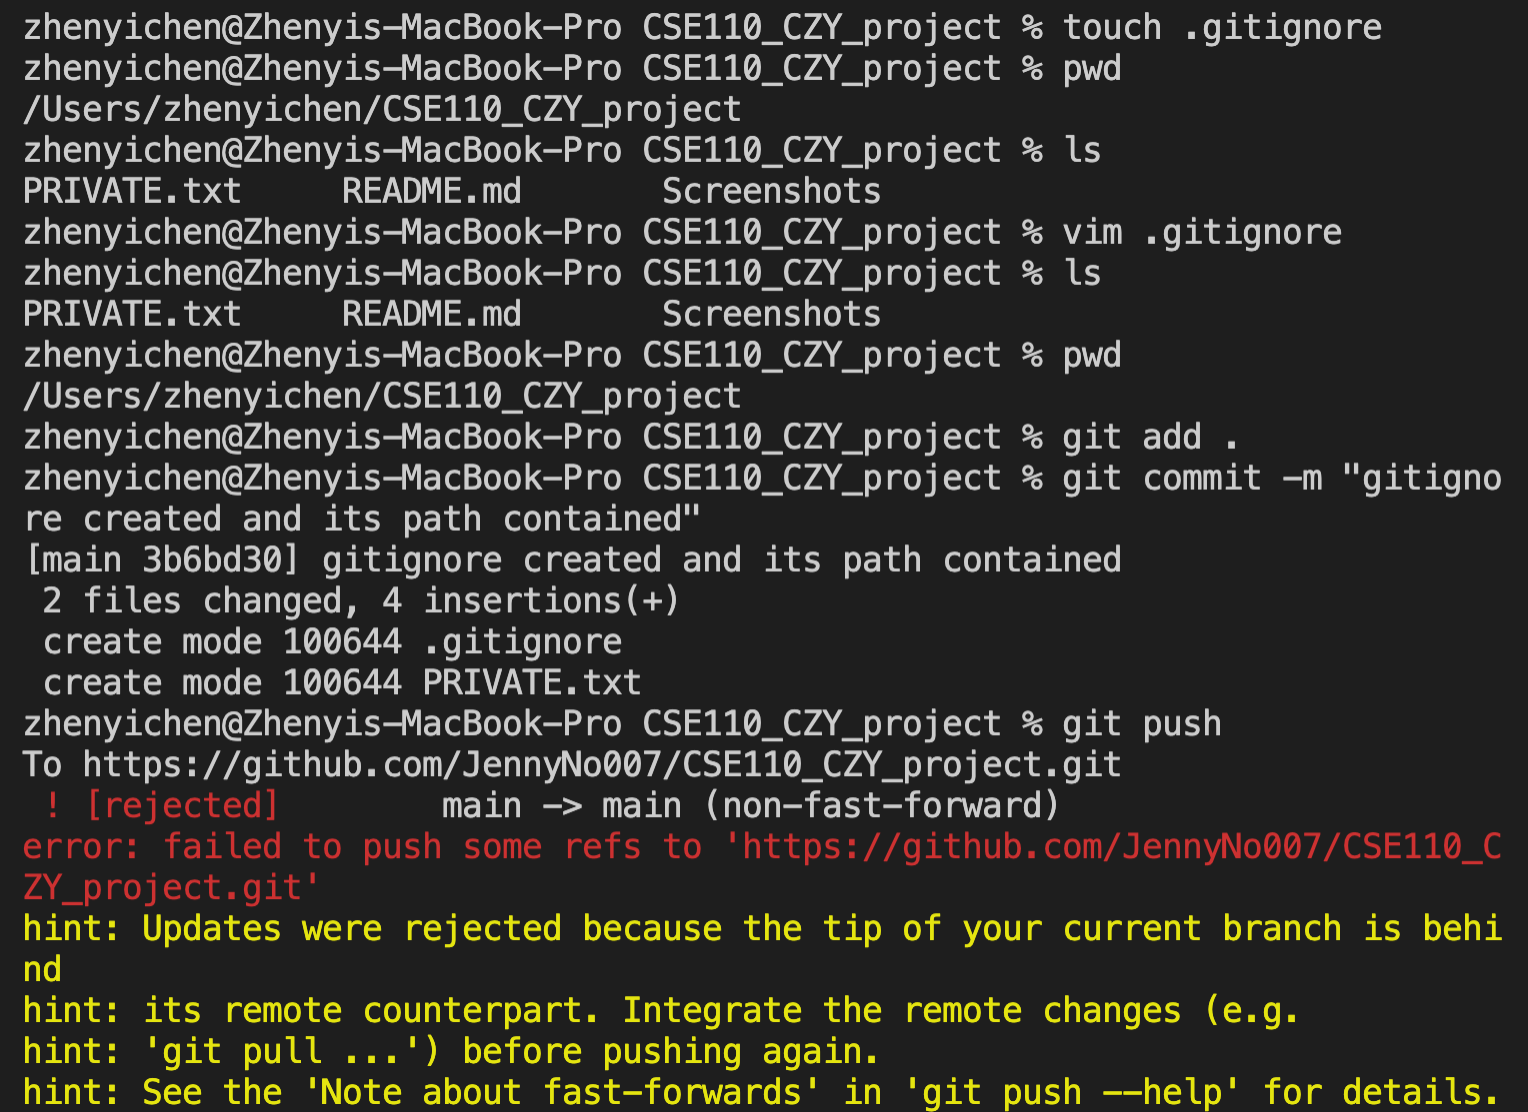 zhenyichen@Zhenyis-MacBook-Pro CSE110_CZY_project % touch .gitignore
zhenyichen@Zhenyis-MacBook-Pro CSE110_CZY_project % pwd
/Users/zhenyichen/CSE110_CZY_project
zhenyichen@Zhenyis-MacBook-Pro CSE110_CZY_project % ls
PRIVATE.txt     README.md       Screenshots
zhenyichen@Zhenyis-MacBook-Pro CSE110_CZY_project % vim .gitignore
zhenyichen@Zhenyis-MacBook-Pro CSE110_CZY_project % ls
PRIVATE.txt     README.md       Screenshots
zhenyichen@Zhenyis-MacBook-Pro CSE110_CZY_project % pwd
/Users/zhenyichen/CSE110_CZY_project
zhenyichen@Zhenyis-MacBook-Pro CSE110_CZY_project % git add .
zhenyichen@Zhenyis-MacBook-Pro CSE110_CZY_project % git commit -m "gitigno
re created and its path contained"
[main 3b6bd30] gitignore created and its path contained
 2 files changed, 4 insertions(+)
 create mode 100644 .gitignore
 create mode 100644 PRIVATE.txt
zhenyichen@Zhenyis-MacBook-Pro CSE110_CZY_project % git push
To https://github.com/JennyNo007/CSE110_CZY_project.git
 ! [rejected]        main -> main (non-fast-forward)
error: failed to push some refs to 'https://github.com/JennyNo007/CSE110_C
ZY_project.git'
hint: Updates were rejected because the tip of your current branch is behi
nd
hint: its remote counterpart. Integrate the remote changes (e.g.
hint: 'git pull ...') before pushing again.
hint: See the 'Note about fast-forwards' in 'git push --help' for details.